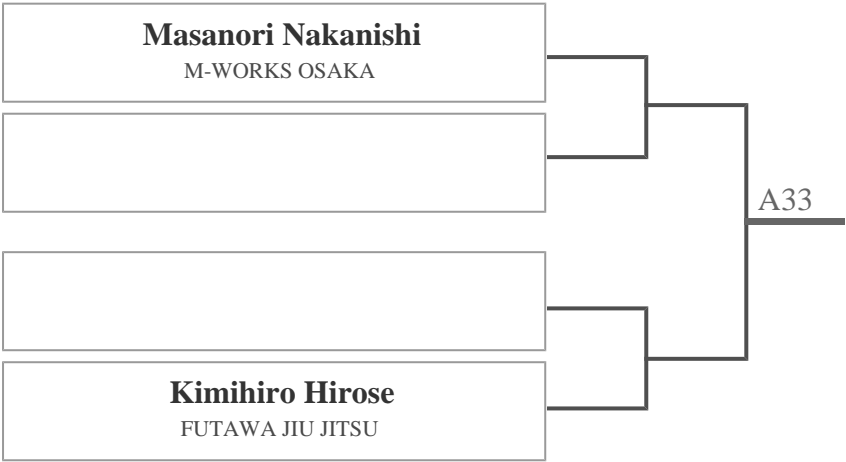 Masanori Nakanishi
M-WORKS OSAKA
A33
Kimihiro Hirose
FUTAWA JIU JITSU